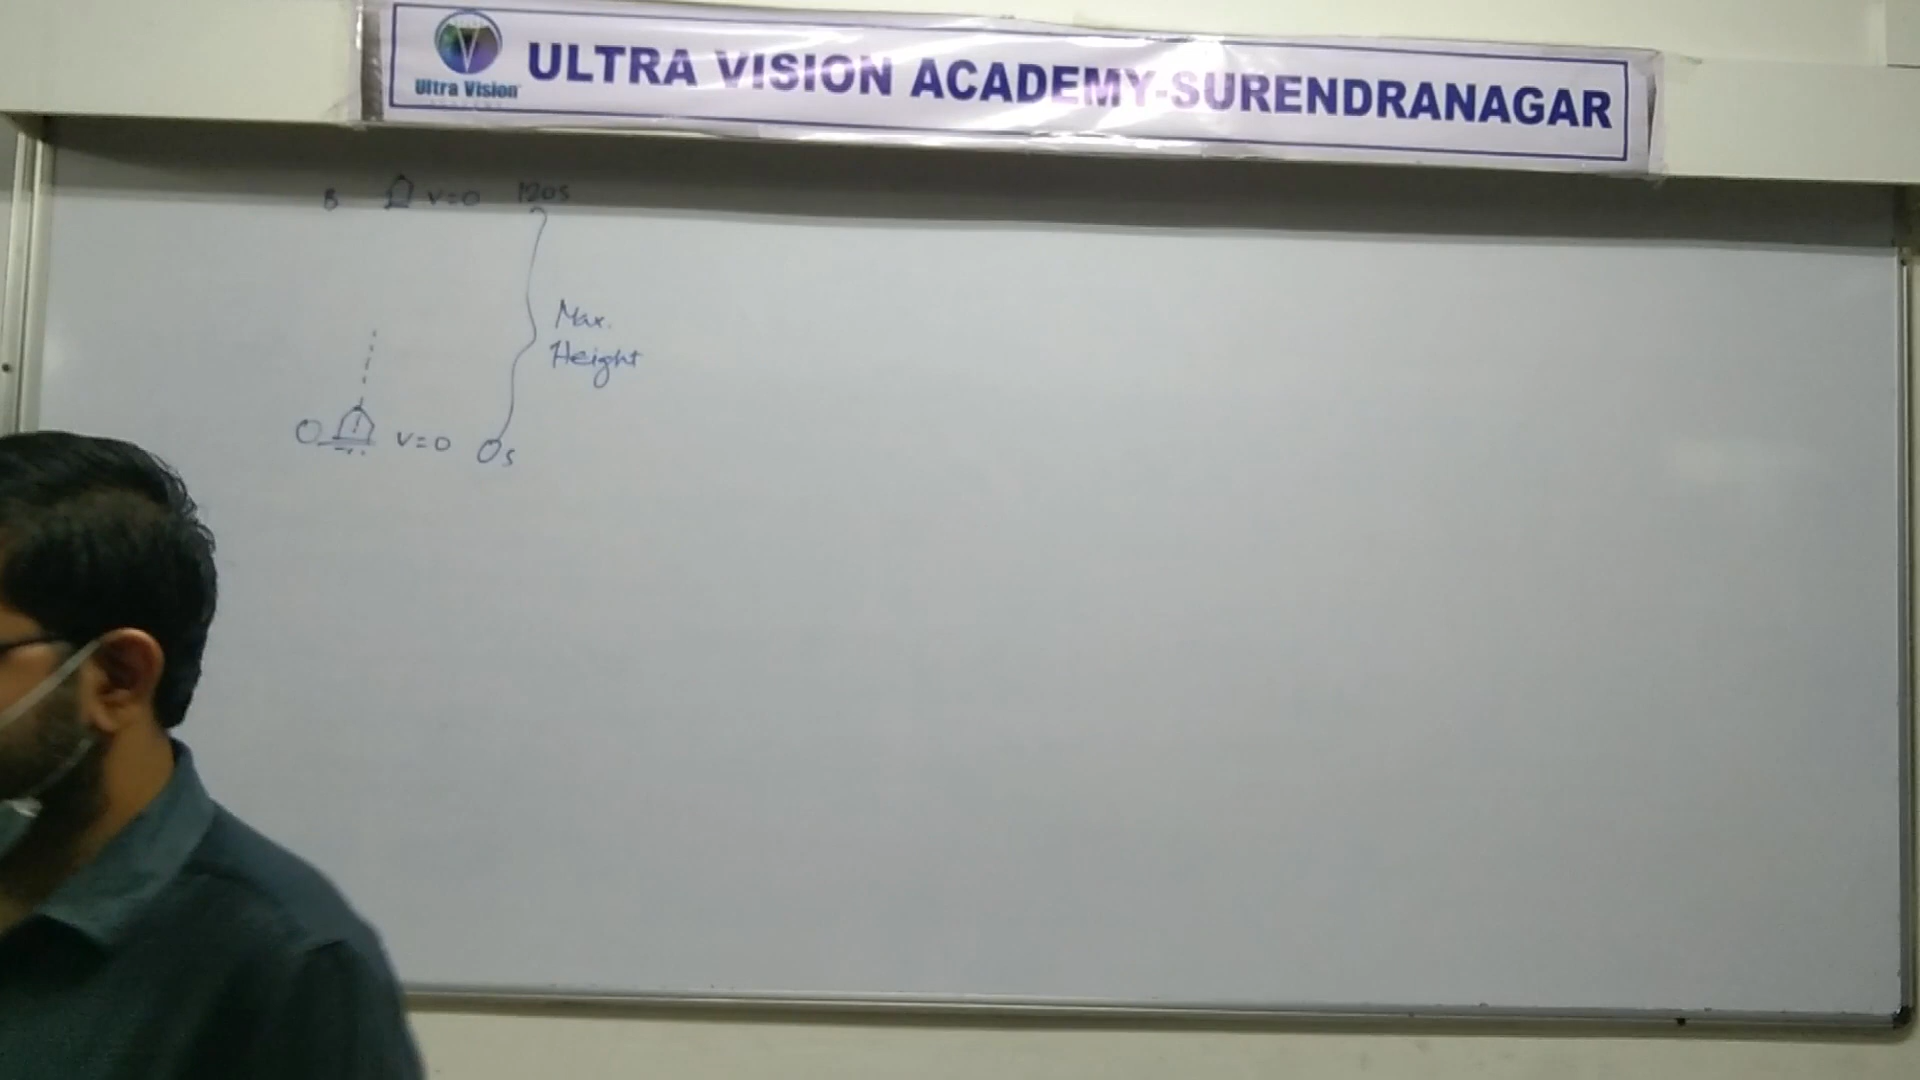 Ultra Vision
ULTRA VISION ACADEMY-SURENDRANAGAR
B V=0 120s
Max.
Height
O V=0 0s